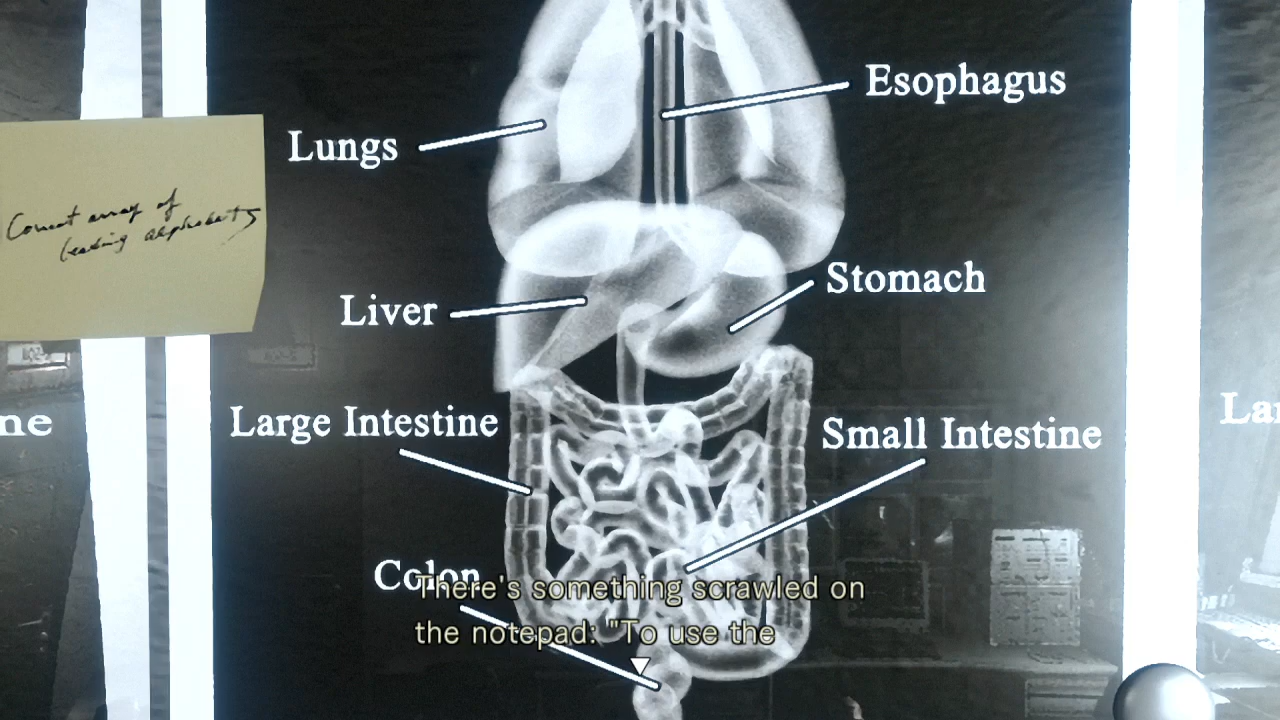 Esophagus
Lungs
Correct array of
leading alphabets
Stomach
Liver
Large Intestine
Small Intestine
ne
La
Colon
There's something scrawled on
the notepad: "To use the